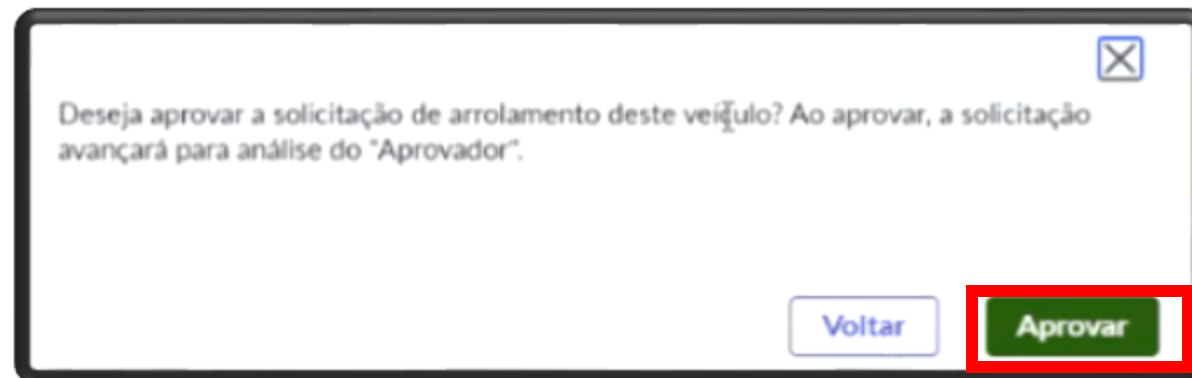 Deseja aprovar a solicitação de arrolamento deste veículo? Ao aprovar, a solicitação
avançará para análise do "Aprovador".
Voltar
Aprovar